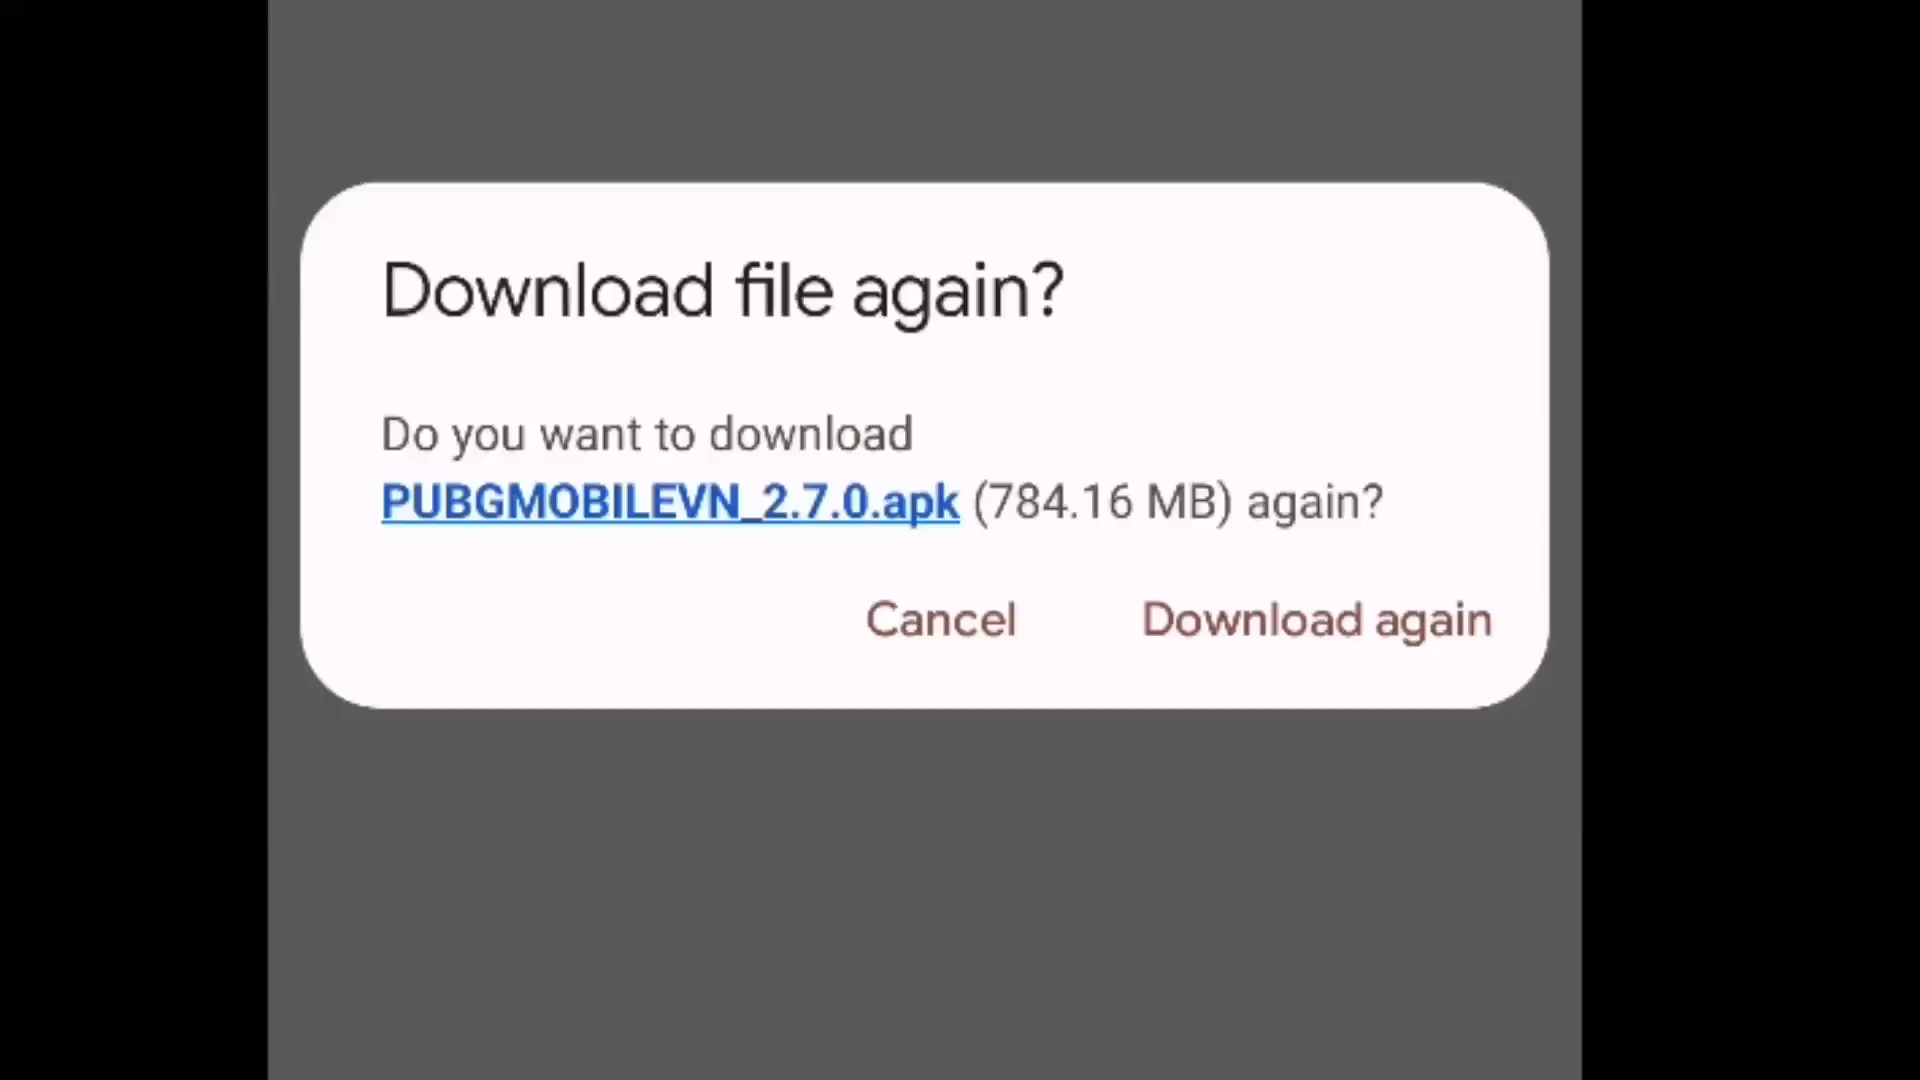 Download file again?
Do you want to download
PUBGMOBILEVN_2.7.0.apk (784.16 MB) again?
Cancel Download again